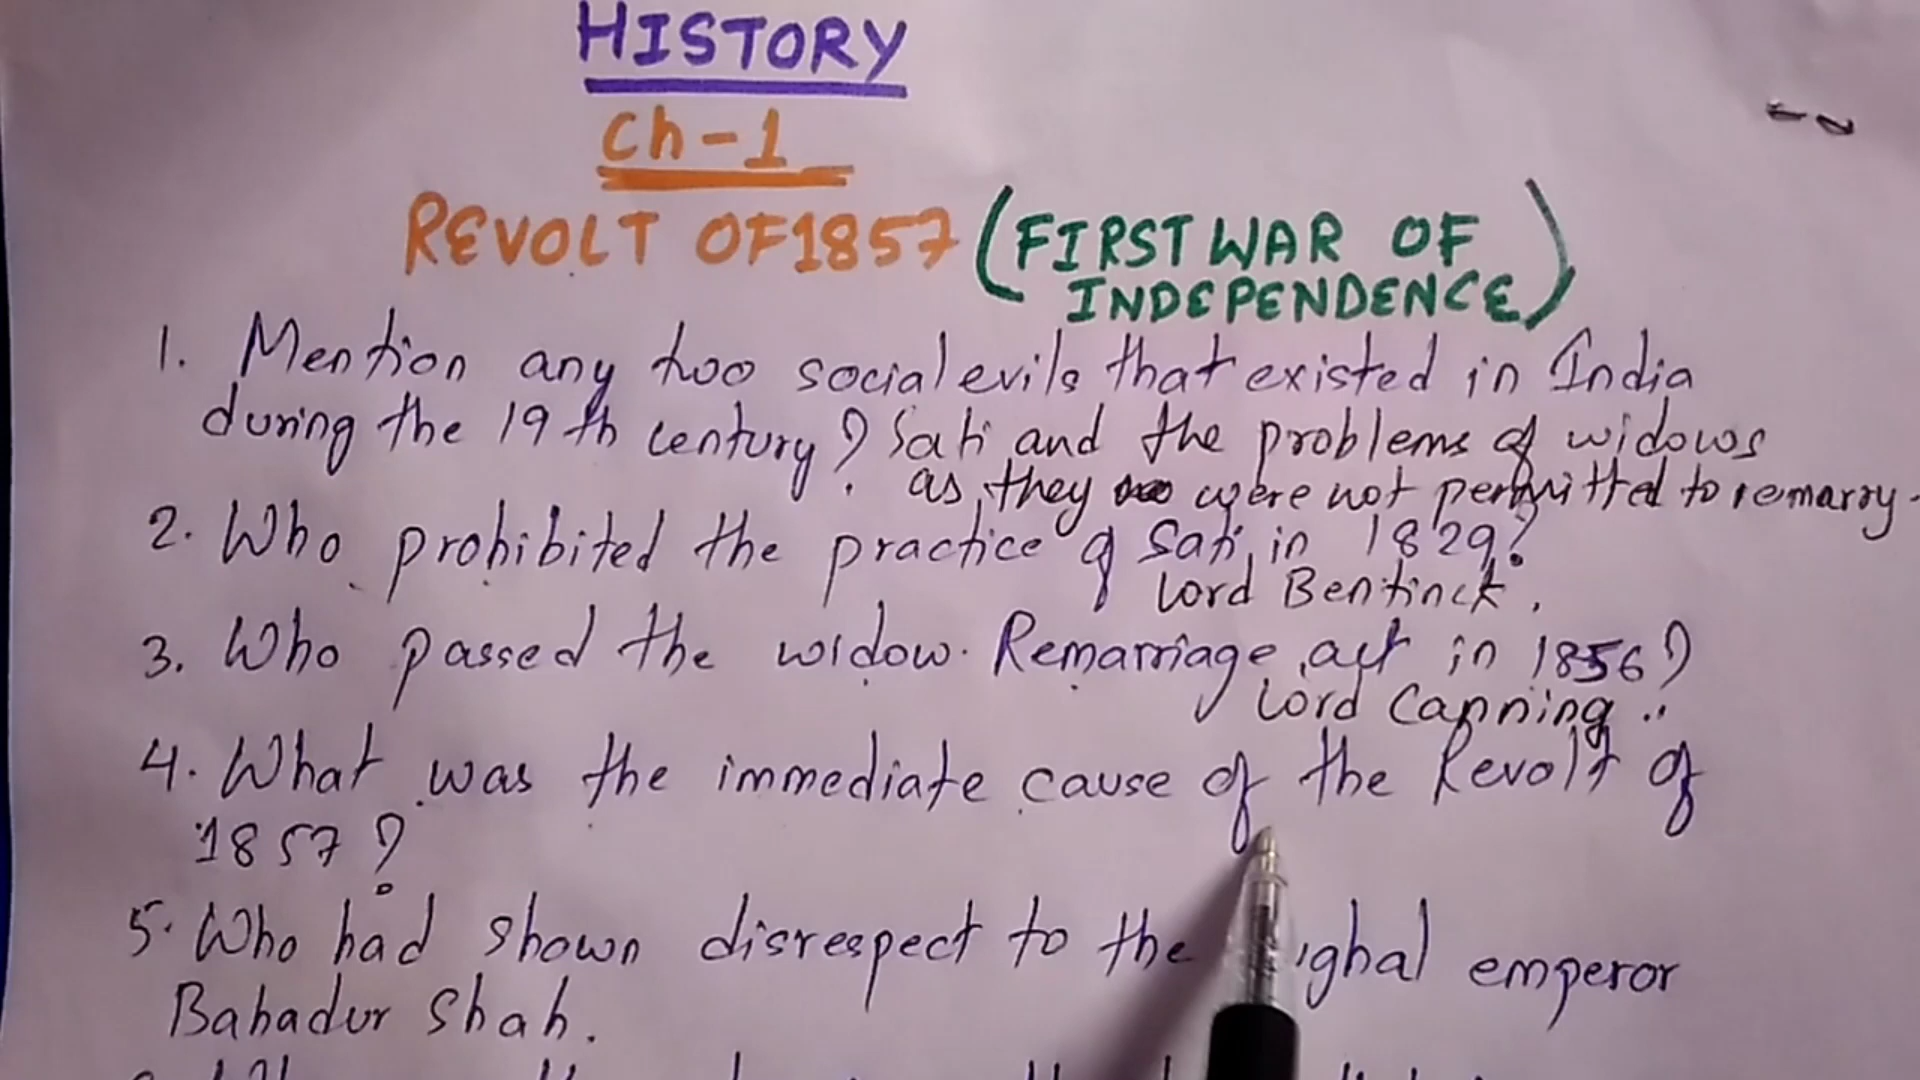 HISTORY
Ch-1
REVOLT OF 1857 (FIRST WAR OF
INDEPENDENCE)
1. Mention any two social evils that existed in India
during the 19th century? Sati and the problems of widows
as they were not permitted to remarry.
2. Who prohibited the practice of Sati in 1829?
Lord Bentinck.
3. Who passed the widow Remarriage act in 1856?
Lord Canning..
4. What was the immediate cause of the Revolt of
1857?
5. Who had shown disrespect to the ughal emperor
Bahadur Shah.